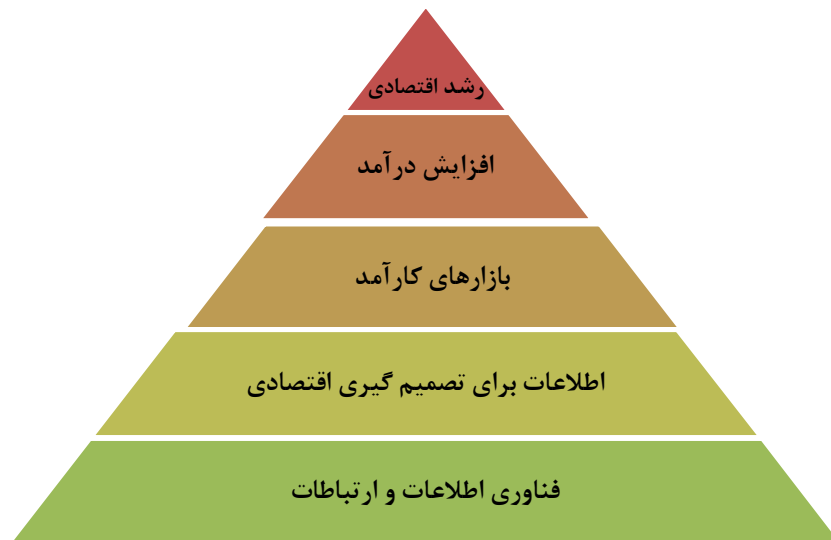 رشد اقتصادی
افزایش درآمد
بازارهای کارآمد
اطلاعات برای تصمیم گیری اقتصادی
فناوری اطلاعات و ارتباطات